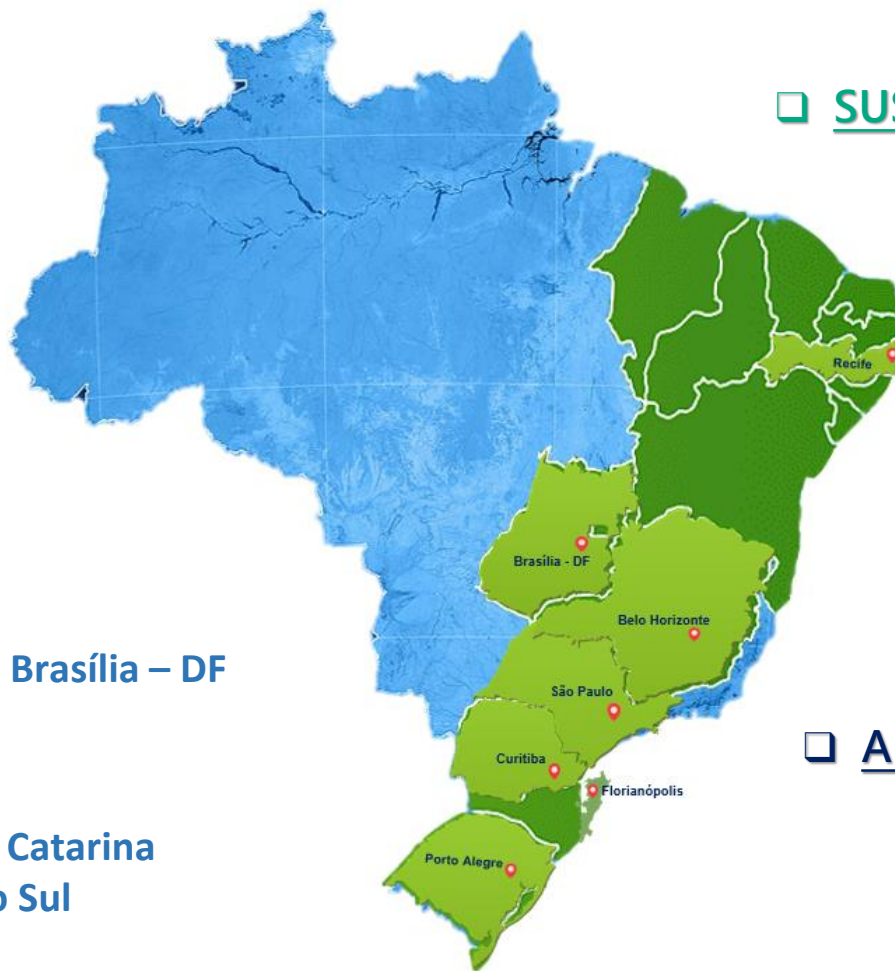 SUS
Recife
Brasília - DF
Belo Horizonte
Brasília – DF
São Paulo
A
Curitiba
Florianópolis
Catarina
Porto Alegre
Sul